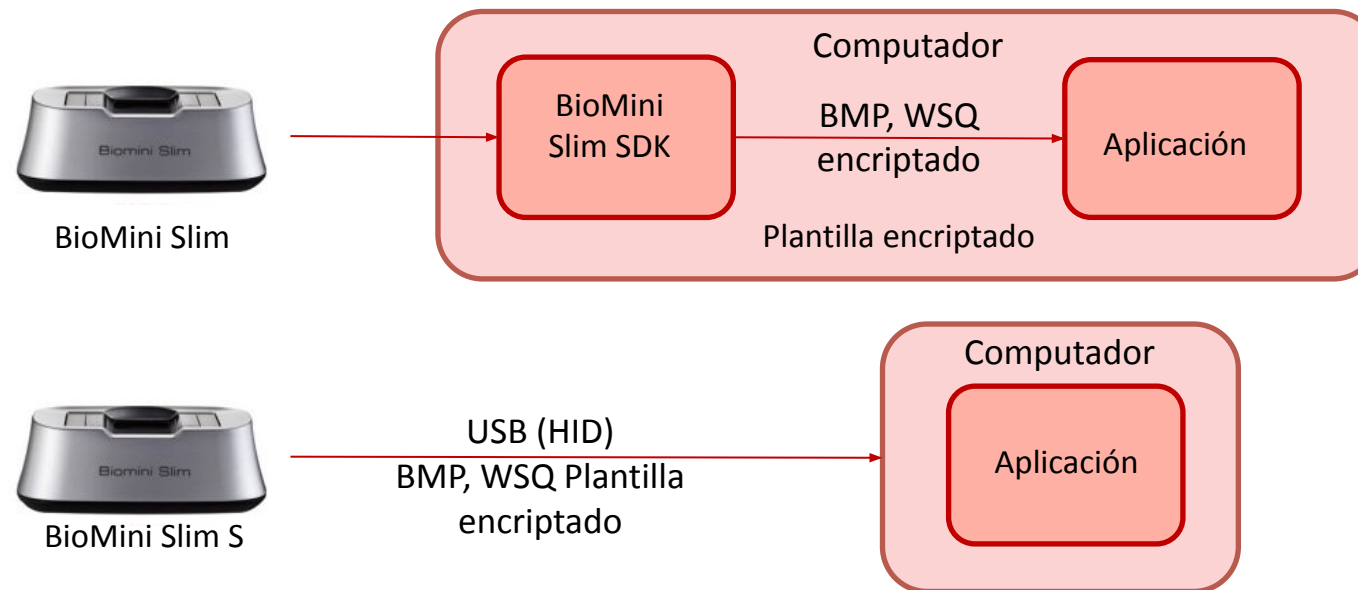 Computador
BioMini
Slim SDK
BMP, WSQ
encriptado
Aplicación
Plantilla encriptado
Biomini Slim
BioMini Slim
Computador
Aplicación
USB (HID)
BMP, WSQ Plantilla
encriptado
Biomini Slim
BioMini Slim S